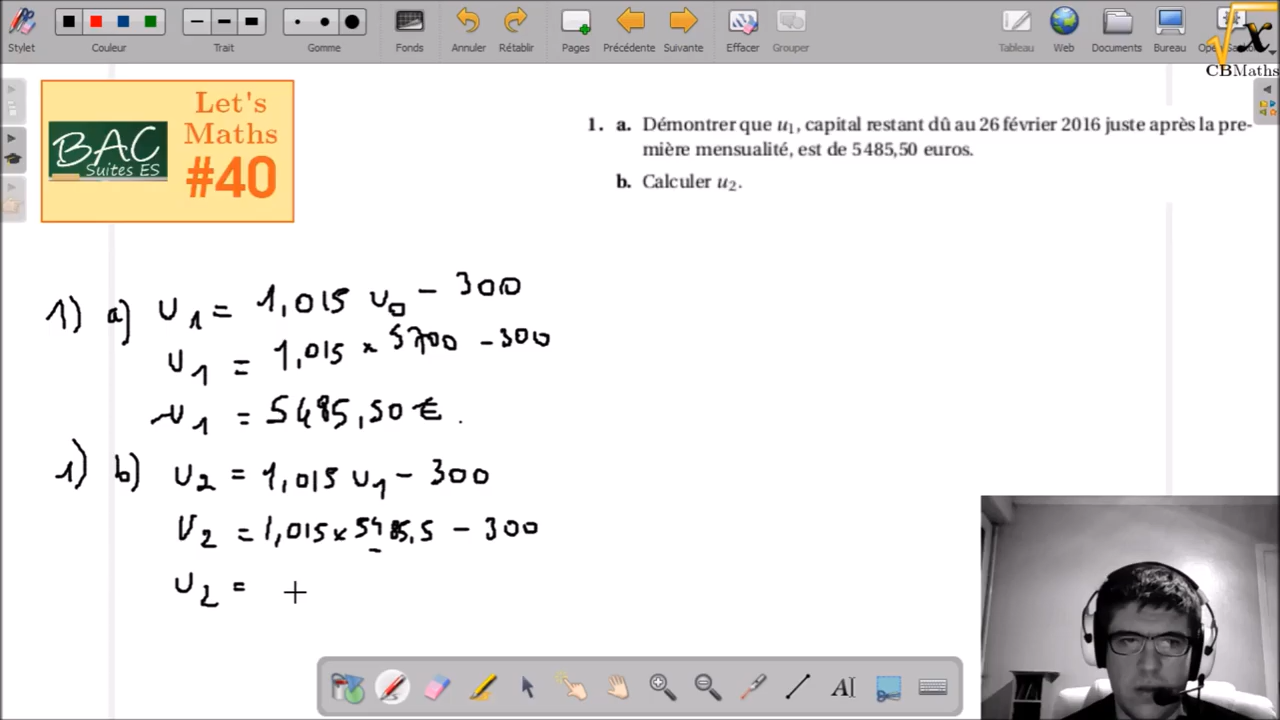 Stylet
Couleur
Trait
Gomme
Fonds
Annuler
Rétablir
Pages
Précédente
Suivante
Effacer
Grouper
Tableau
Web
Documents
Bureau
CBMaths
Let's
Maths
#40
BAC
Suites ES
1. a. Démontrer que u₁, capital restant dû au 26 février 2016 juste après la pre-
mière mensualité, est de 5 485,50 euros.
b. Calculer u₂.
1) a) U₁ = 1,015 U₀ - 300
U₁ = 1,015 × 5700 - 300
U₁ = 5485,50 € .
1) b) U₂ = 1,015 U₁ - 300
U₂ = 1,015 × 5485,5 - 300
U₂ =